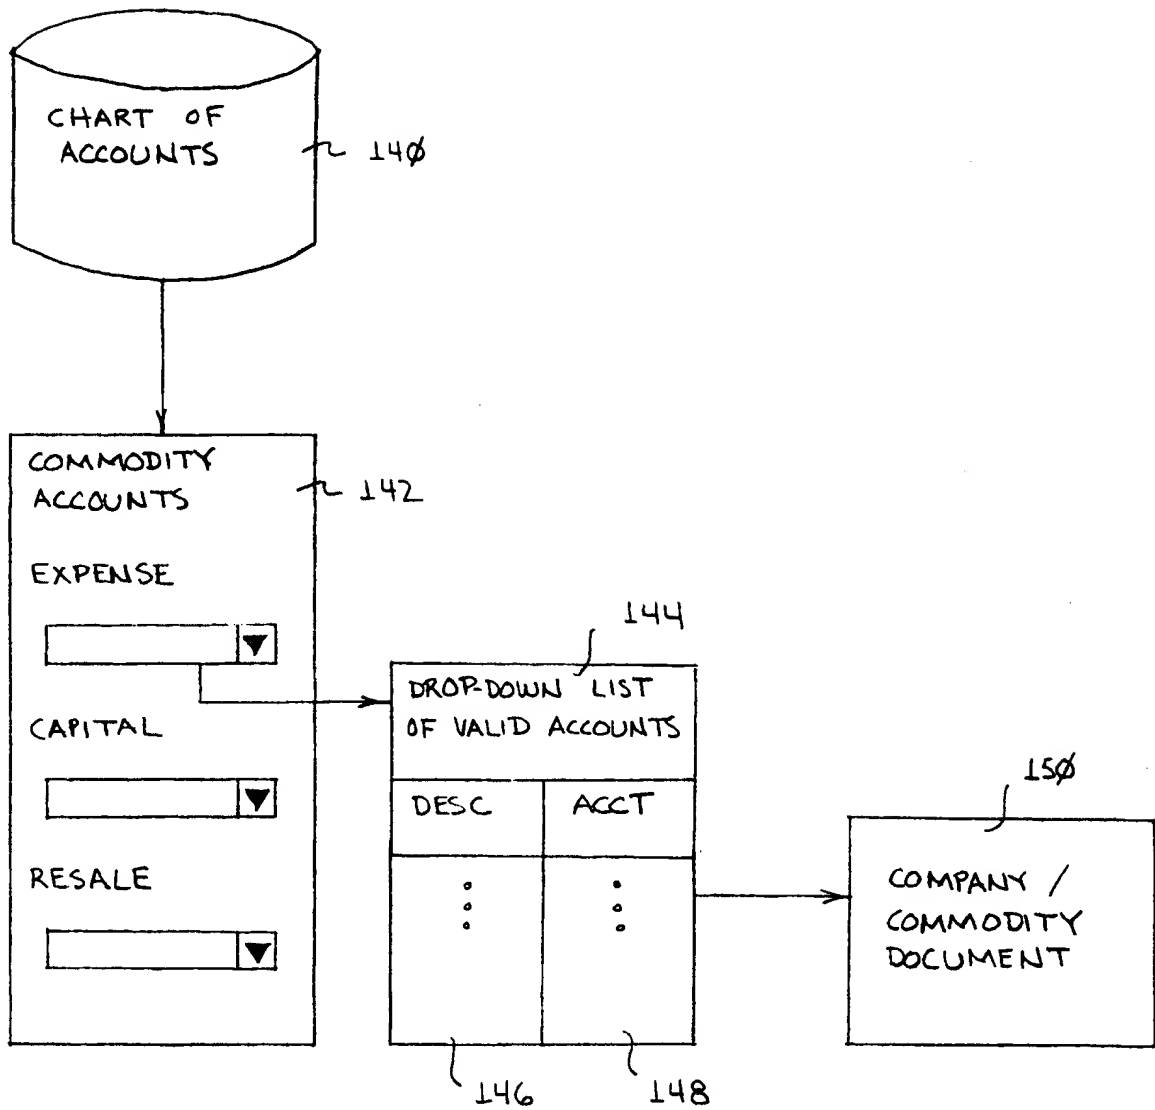 CHART OF
ACCOUNTS
140
COMMODITY
ACCOUNTS
142
EXPENSE
CAPITAL
RESALE
144
DROP-DOWN LIST
OF VALID ACCOUNTS
DESC
ACCT
146
148
150
COMPANY /
COMMODITY
DOCUMENT